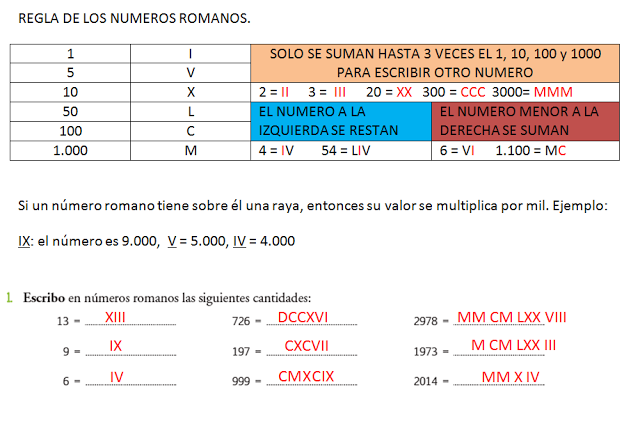 REGLA DE LOS NUMEROS ROMANOS.
1 I SOLO SE SUMAN HASTA 3 VECES EL 1, 10, 100 y 1000
5 V PARA ESCRIBIR OTRO NUMERO
10 X 2 = II 3 = III 20 = XX 300 = CCC 3000= MMM
50 L EL NUMERO A LA EL NUMERO MENOR A LA
100 C IZQUIERDA SE RESTAN DERECHA SE SUMAN
1.000 M 4 = IV 54 = LIV 6 = VI 1.100 = MC
Si un número romano tiene sobre él una raya, entonces su valor se multiplica por mil. Ejemplo:
IX: el número es 9.000, V = 5.000, IV = 4.000
1. Escribo en números romanos las siguientes cantidades:
13 = XIII 726 = DCCXVI 2978 = MM CM LXX VIII
9 = IX 197 = CXCVII 1973 = M CM LXX III
6 = IV 999 = CMXCIX 2014 = MM X IV